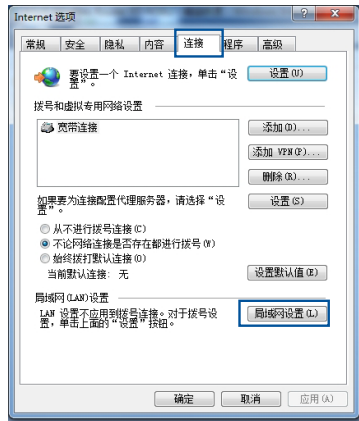 Internet 选项
常规 安全 隐私 内容 连接 程序 高级
要设置一个 Internet 连接，单击“设
置”。
设置(U)
拨号和虚拟专用网络设置
宽带连接
添加(D)...
添加 VPN(P)...
删除(R)...
如果要为连接配置代理服务器，请选择“设
置”。
设置(S)
从不进行拨号连接(C)
不论网络连接是否存在都进行拨号(W)
始终拨打默认连接(O)
当前默认连接: 无
设置默认值(E)
局域网(LAN)设置
LAN 设置不应用到拨号连接。对于拨号设
置，单击上面的“设置”按钮。
局域网设置(L)
确定 取消 应用(A)